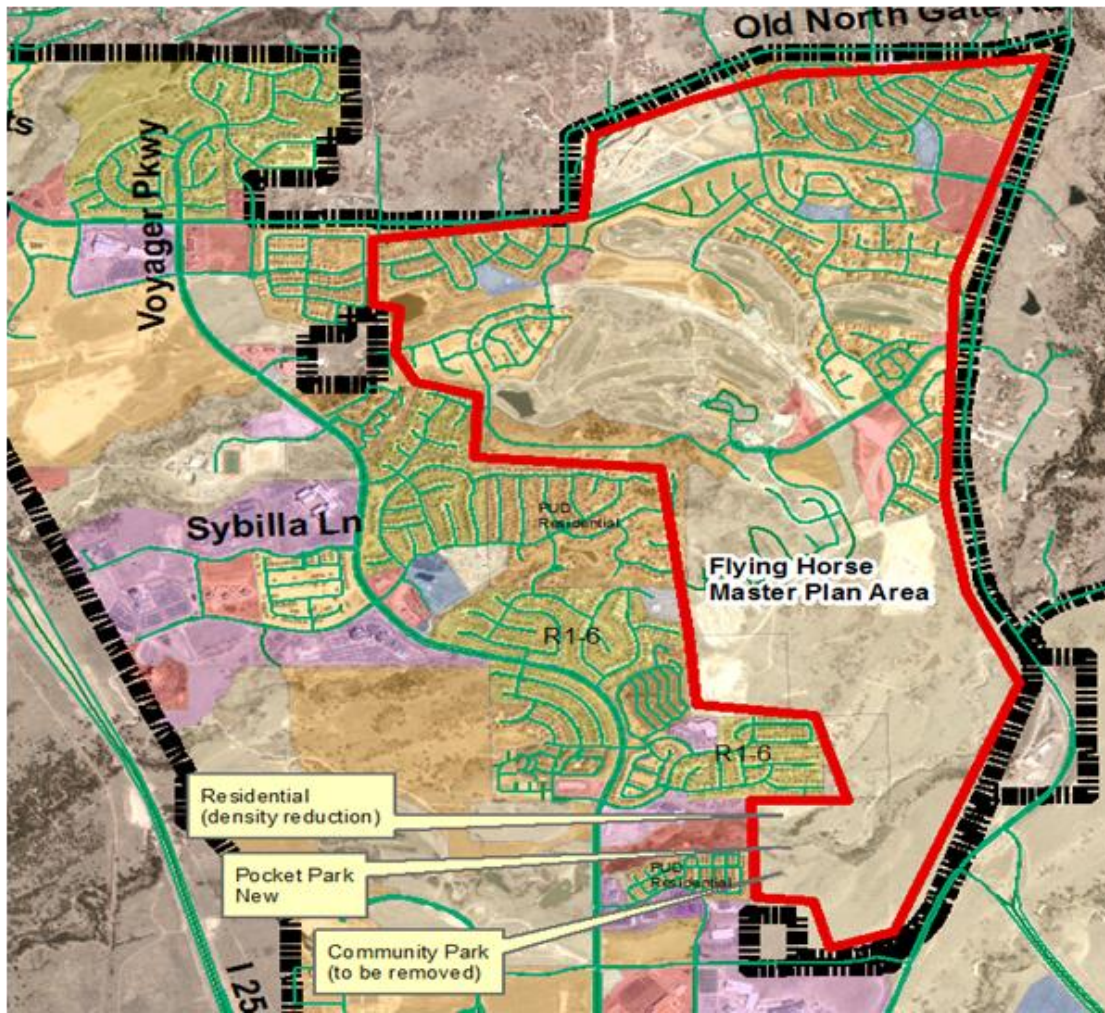 Old North Gate
ts
Voyager Pkwy
Sybilla Ln
PUD
Residential
Flying Horse
Master Plan Area
R1-6
R1-6
Residential
(density reduction)
Pocket Park
New
PUD
Residential
Community Park
(to be removed)
I 25